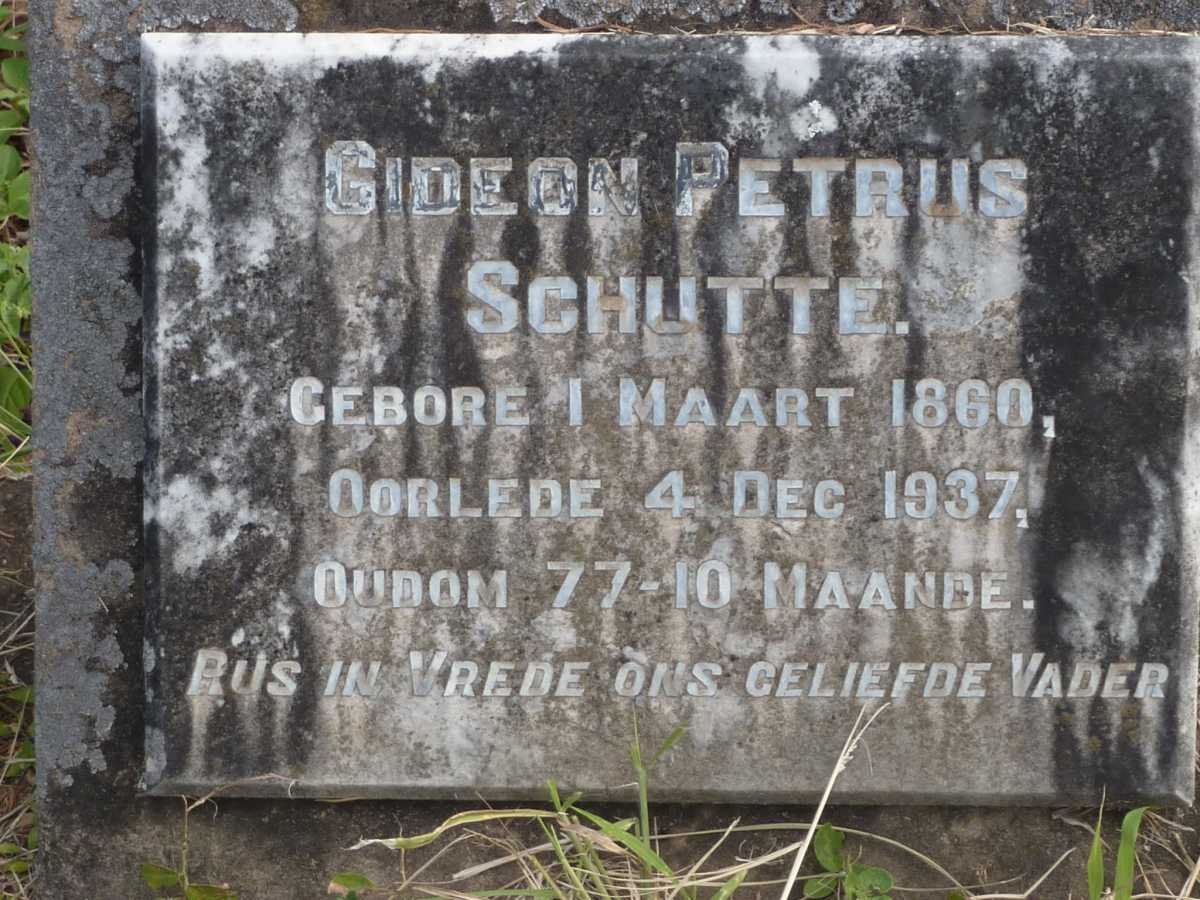 GIDEON PETRUS
SCHUTTE.
GEBORE 1 MAART 1860,
OORLEDE 4 DEC 1937,
OUDOM 77-10 MAANDE.
RUS IN VREDE ONS GELIEFDE VADER